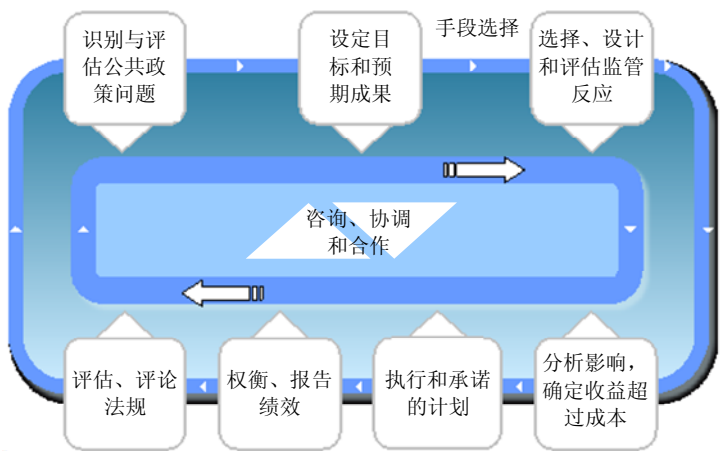 识别与评
估公共政
策问题
设定目
标和预
期成果
手段选择
选择、设计
和评估监管
反应
咨询、协调
和合作
评估、评论
法规
权衡、报告
绩效
执行和承诺
的计划
分析影响，
确定收益超
过成本